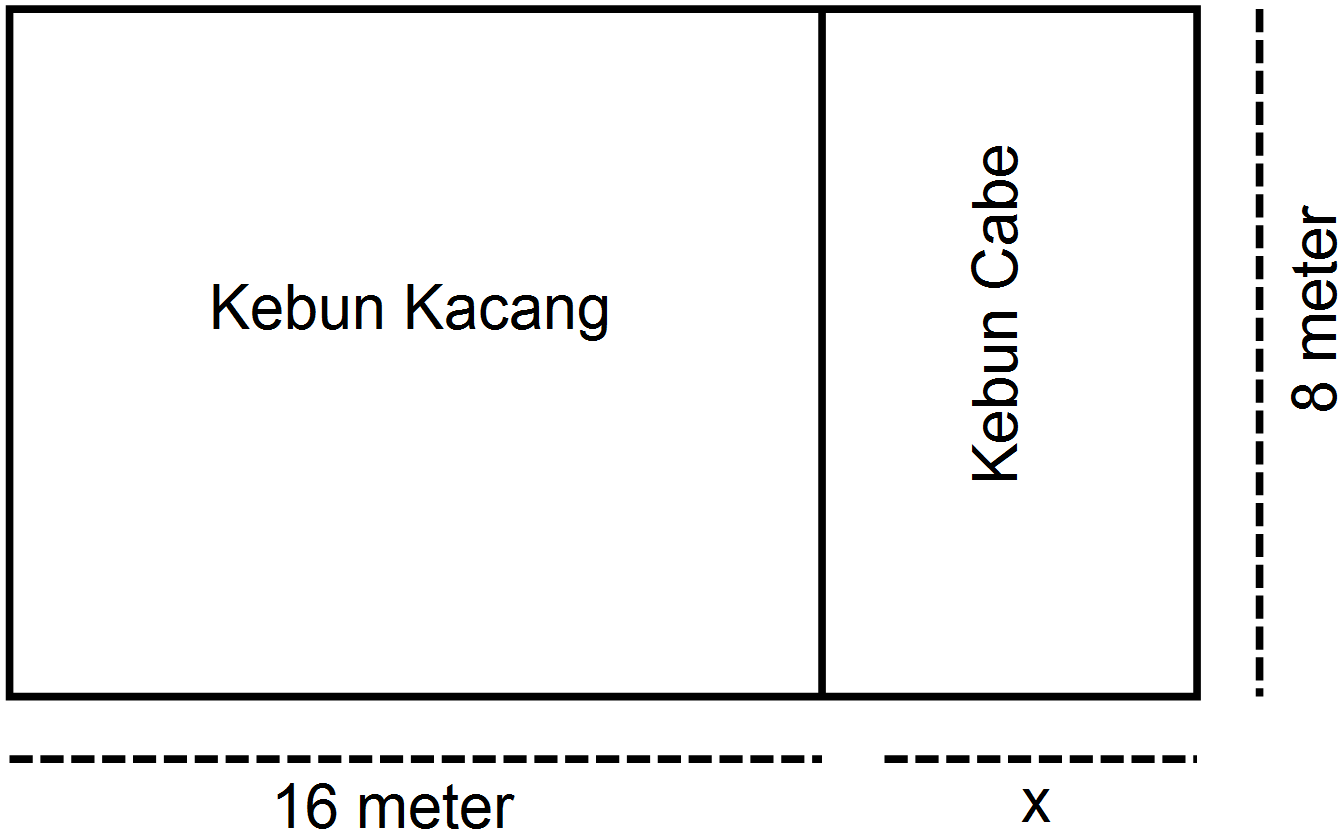 Kebun Kacang
Kebun Cabe
8 meter
16 meter
x